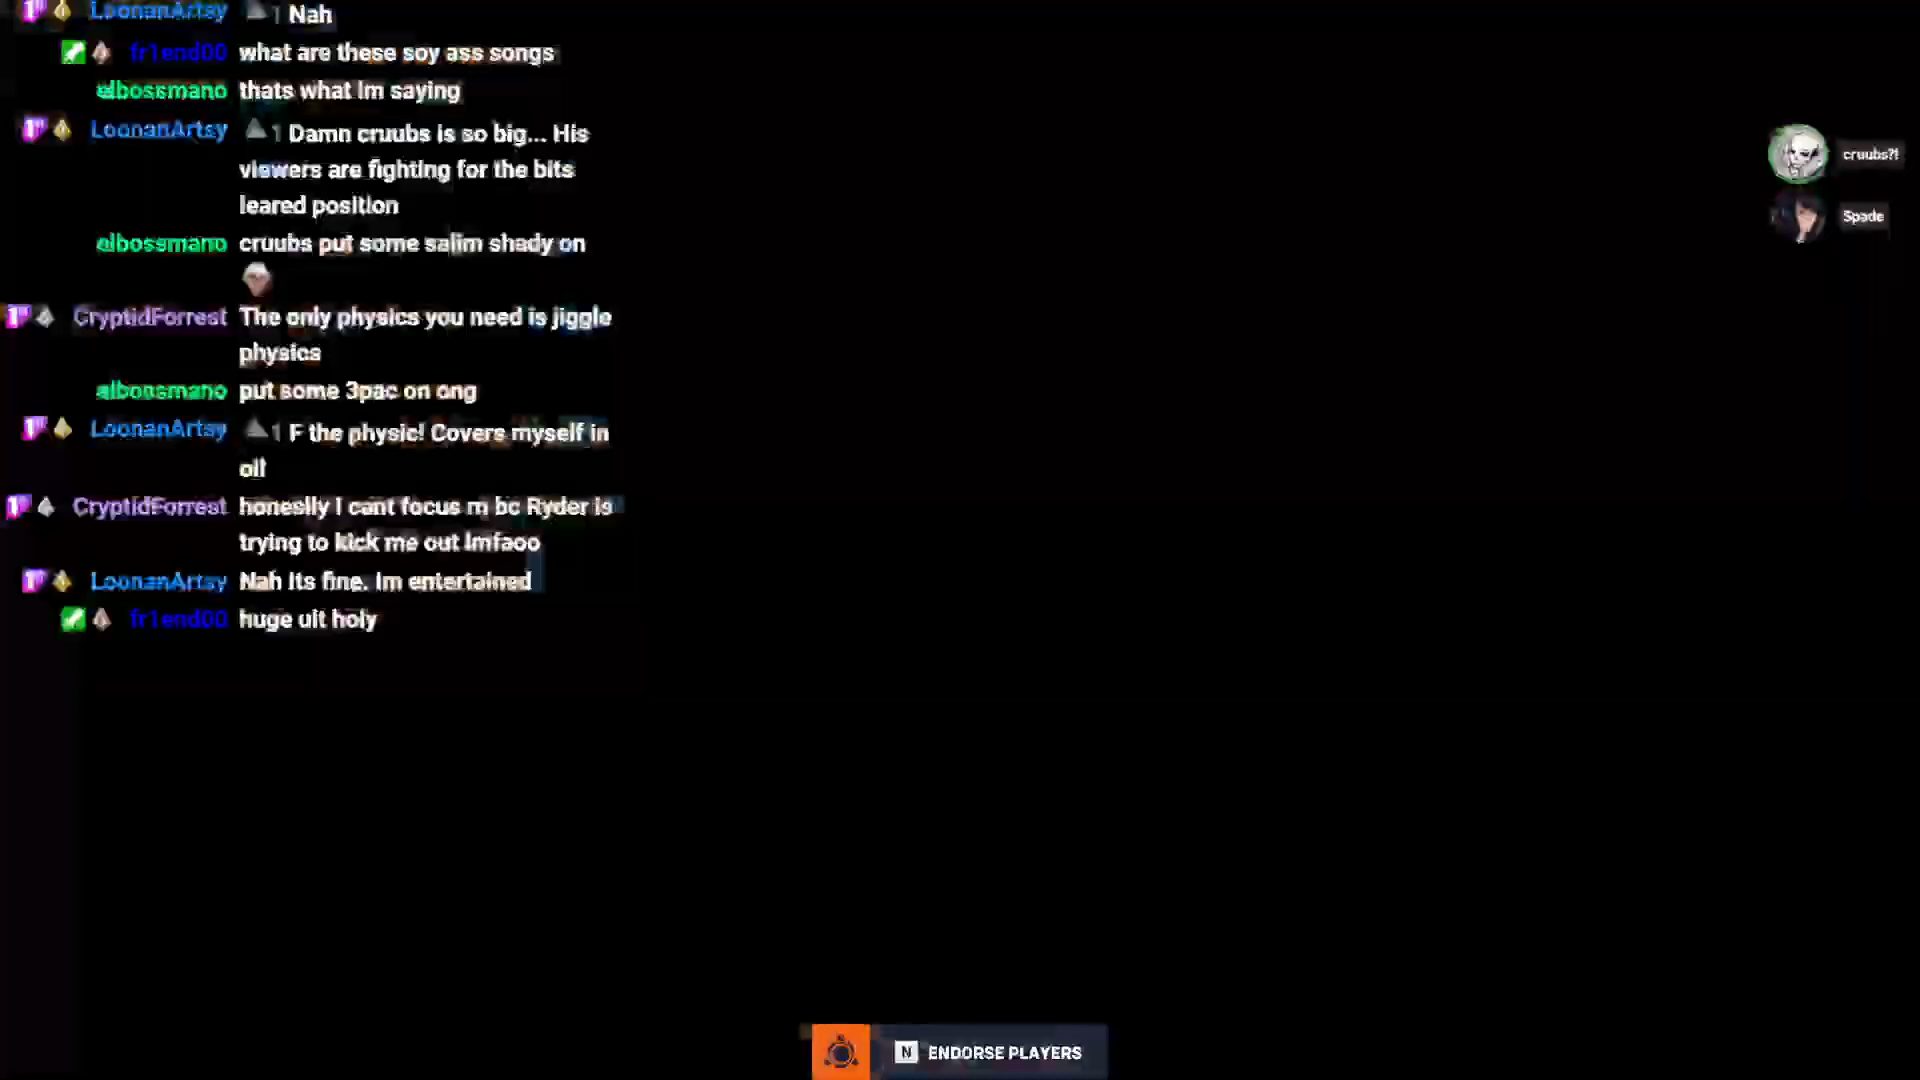 LoonanArtsy 1 Nah
fr1end00 what are these soy ass songs
elbossmano thats what Im saying
LoonanArtsy 1 Damn cruubs is so big... His
viewers are fighting for the bits
leared position
elbossmano cruubs put some salim shady on
CryptidForrest The only physics you need is jiggle
physics
elbossmano put some 3pac on ong
LoonanArtsy 1 F the physic! Covers myself in
oil
CryptidForrest honeslly I cant focus rn bc Ryder is
trying to kick me out lmfaoo
LoonanArtsy Nah its fine. Im entertained
fr1end00 huge ult holy
cruubs?!
Spade
N ENDORSE PLAYERS